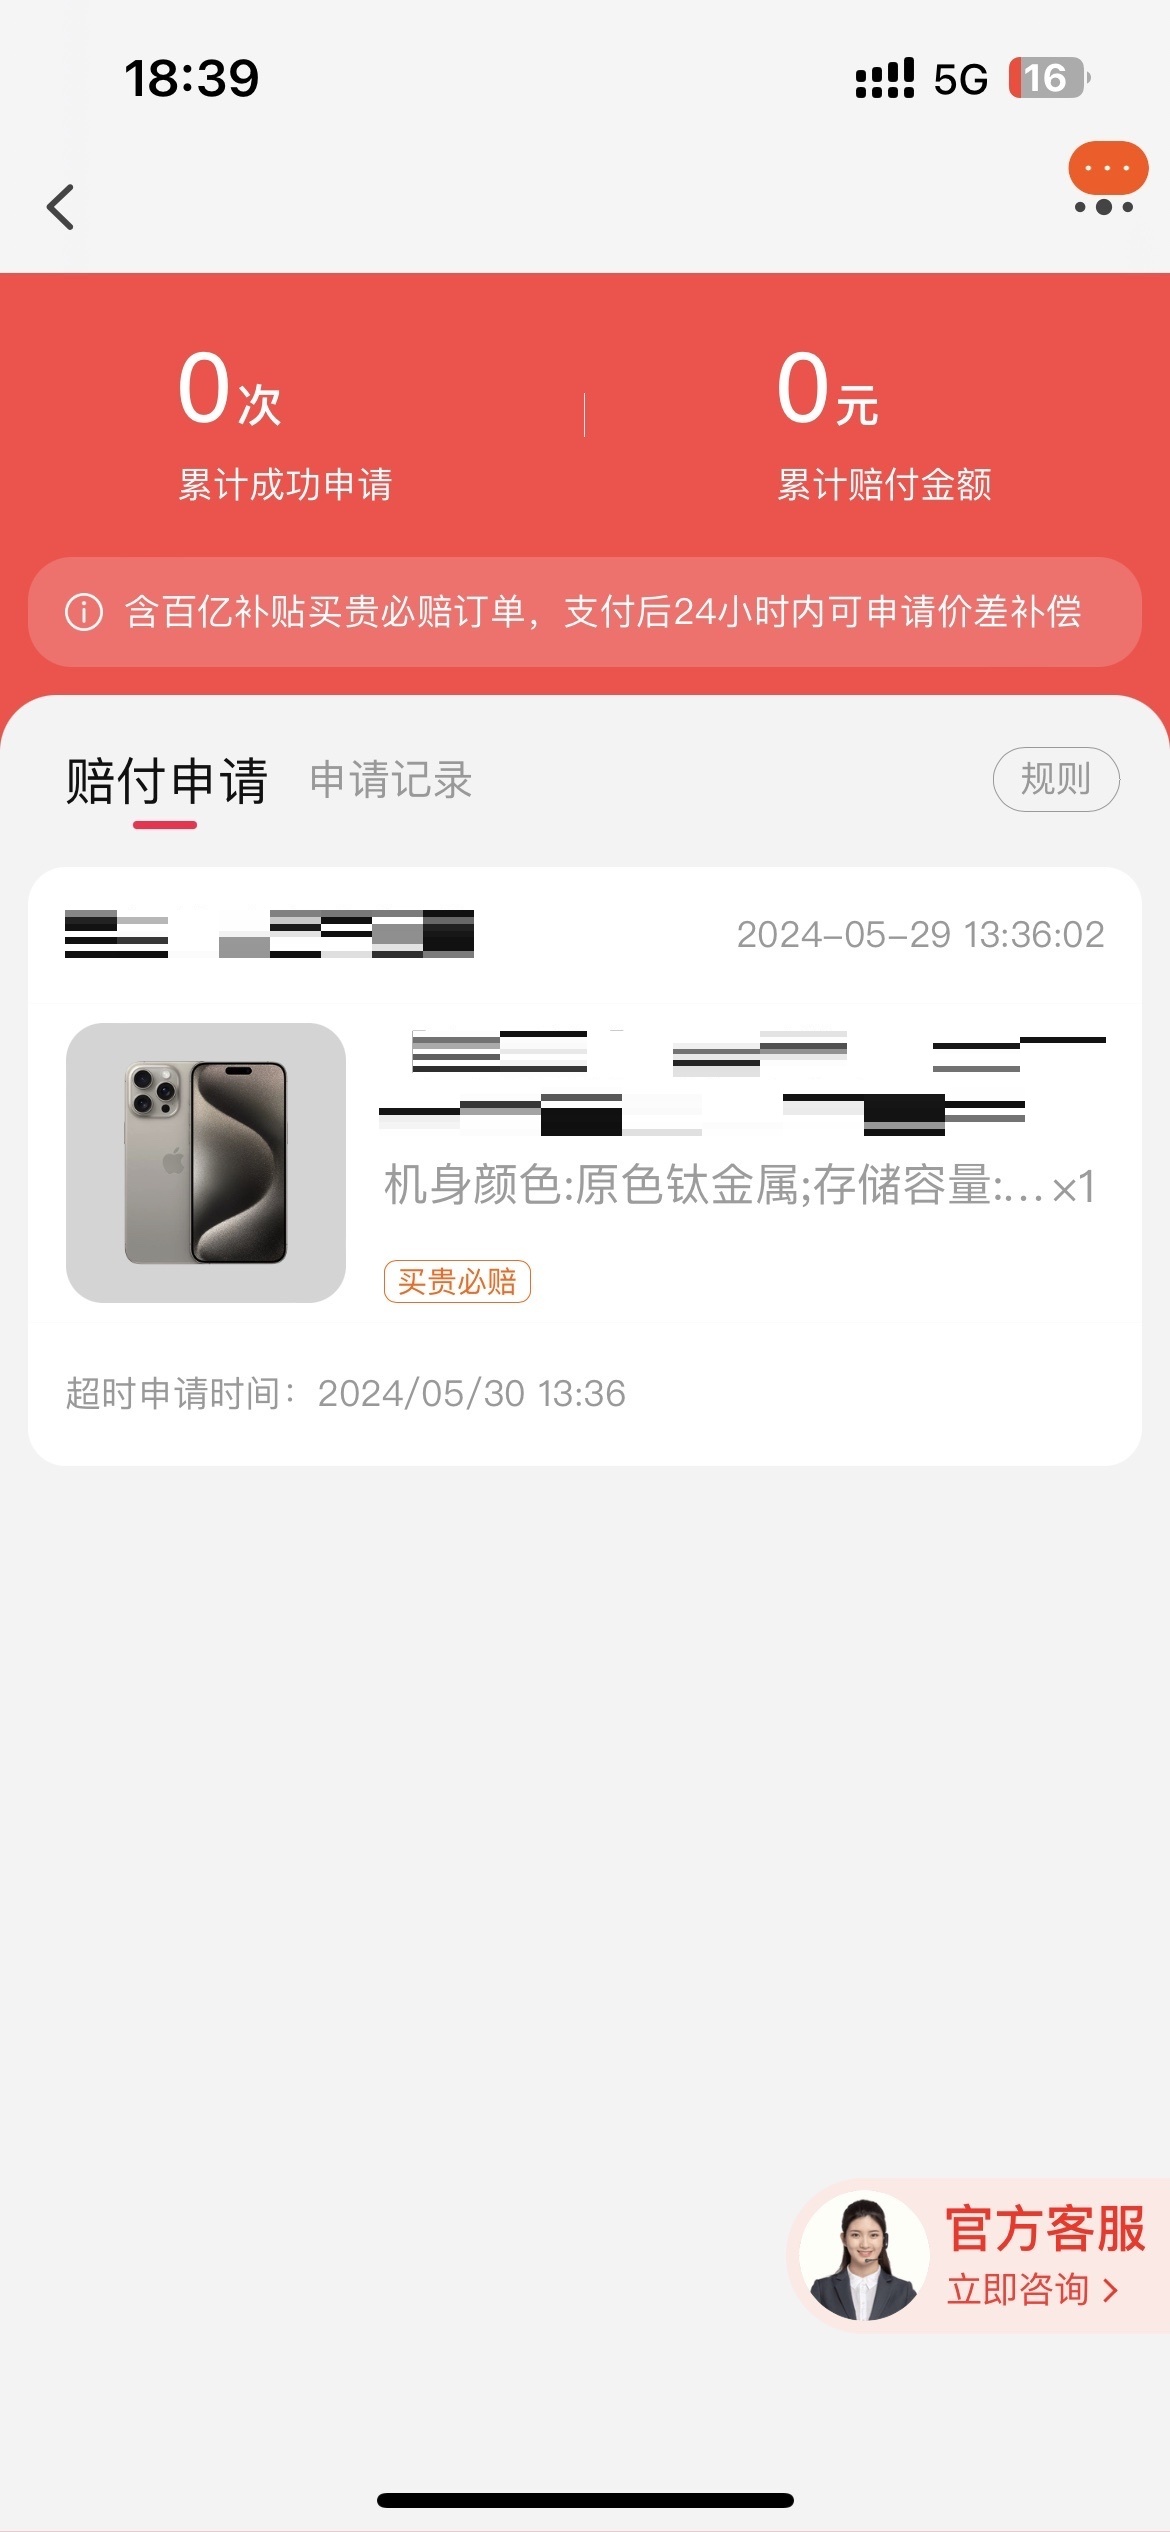 18:39
5G 16
0次
0元
累计成功申请
累计赔付金额
含百亿补贴买贵必赔订单，支付后24小时内可申请价差补偿
赔付申请 申请记录 规则
2024-05-29 13:36:02
机身颜色:原色钛金属;存储容量:... ×1
买贵必赔
超时申请时间：2024/05/30 13:36
官方客服
立即咨询 >